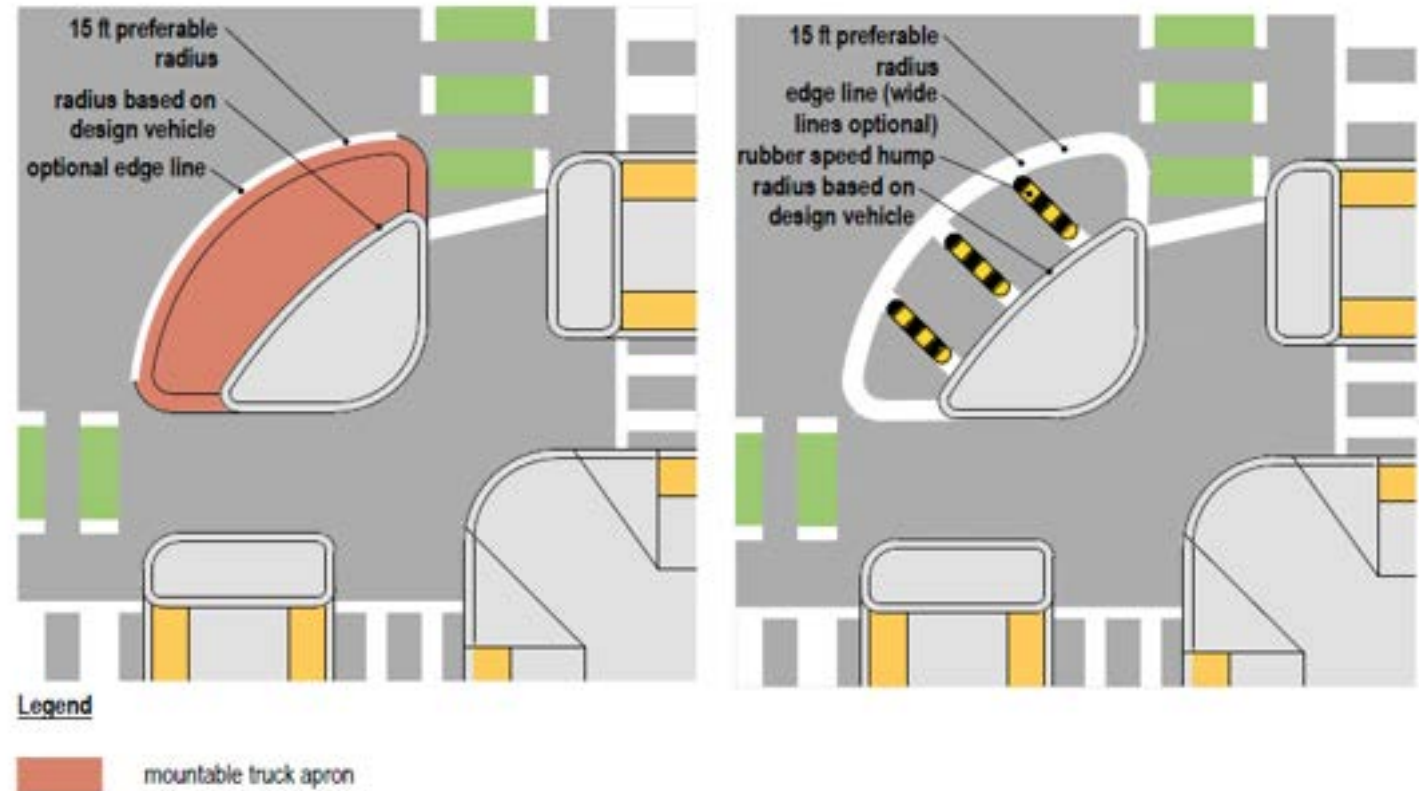 15 ft preferable
radius
radius based on
design vehicle
optional edge line
15 ft preferable
radius
edge line (wide
lines optional)
rubber speed hump
radius based on
design vehicle
Legend
mountable truck apron